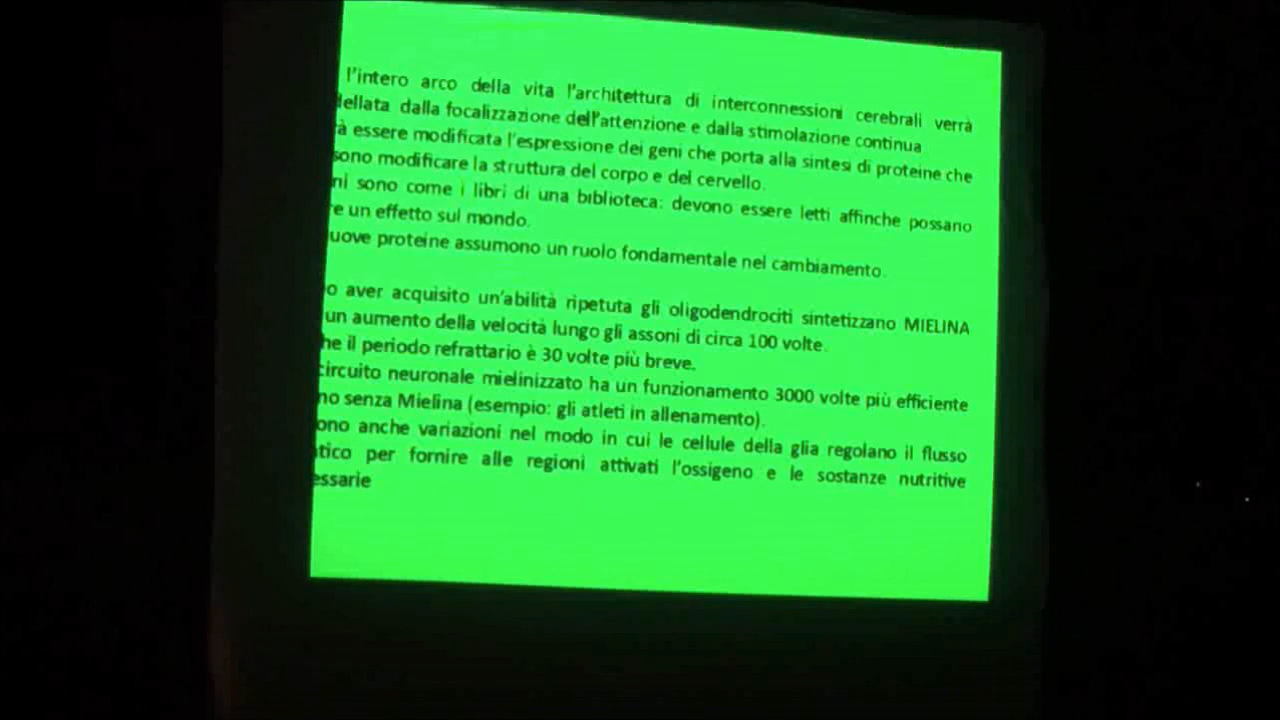 l'intero arco della vita l'architettura di interconnessioni cerebrali verrà
dellata dalla focalizzazione dell'attenzione e dalla stimolazione continua
à essere modificata l'espressione dei geni che porta alla sintesi di proteine che
sono modificare la struttura del corpo e del cervello.
ni sono come i libri di una biblioteca: devono essere letti affinche possano
e un effetto sul mondo.
uove proteine assumono un ruolo fondamentale nel cambiamento.
o aver acquisito un'abilità ripetuta gli oligodendrociti sintetizzano MIELINA
un aumento della velocità lungo gli assoni di circa 100 volte.
he il periodo refrattario è 30 volte più breve.
circuito neuronale mielinizzato ha un funzionamento 3000 volte più efficiente
no senza Mielina (esempio: gli atleti in allenamento).
ono anche variazioni nel modo in cui le cellule della glia regolano il flusso
tico per fornire alle regioni attivati l'ossigeno e le sostanze nutritive
essarie